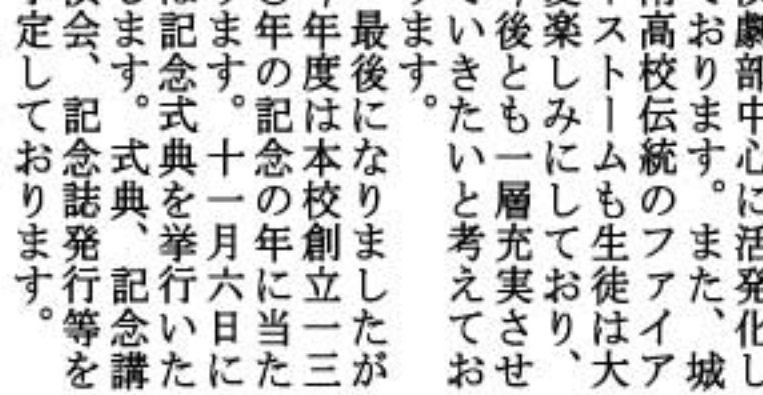 劇部中心に活発化し
ております。また、城
南高校伝統のファイア
ーストームも生徒は大
楽しみにしており、
後とも一層充実させ
ていきたいと考えてお
ります。
最後になりましたが
年度は本校創立一三
〇年の記念の年に当た
ります。十一月六日に
は記念式典を挙行いた
します。式典、記念講
演会、記念誌発行等を
予定しております。